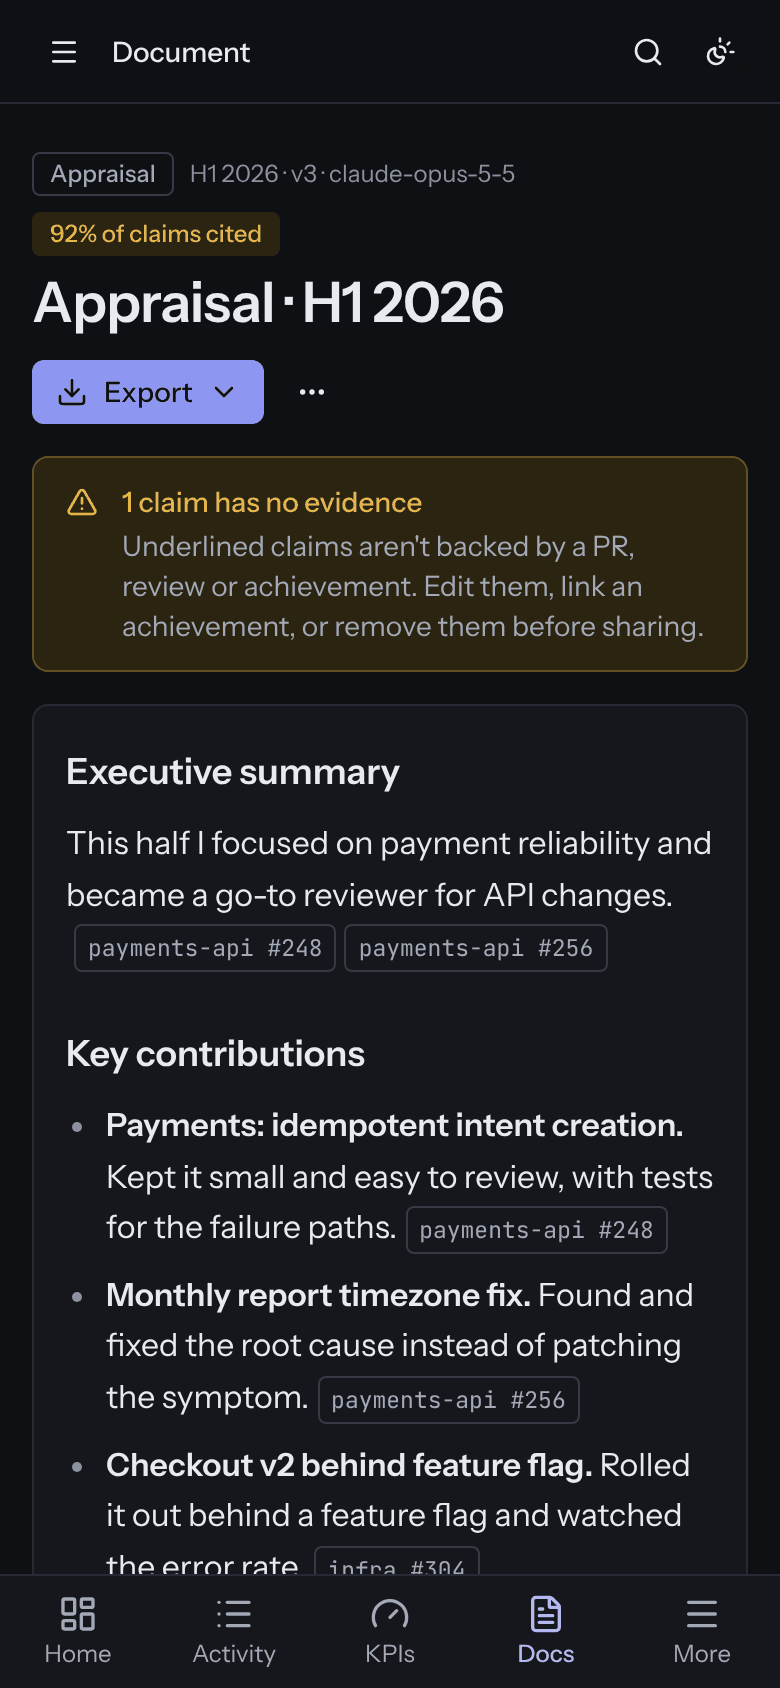 Document
Appraisal
H1 2026 · v3 · claude-opus-5-5
92% of claims cited
Appraisal · H1 2026
Export
1 claim has no evidence
Underlined claims aren't backed by a PR,
review or achievement. Edit them, link an
achievement, or remove them before sharing.
Executive summary
This half I focused on payment reliability and
became a go-to reviewer for API changes.
payments-api #248 payments-api #256
Key contributions
Payments: idempotent intent creation.
Kept it small and easy to review, with tests
for the failure paths. payments-api #248
Monthly report timezone fix. Found and
fixed the root cause instead of patching
the symptom. payments-api #256
Checkout v2 behind feature flag. Rolled
it out behind a feature flag and watched
the error rate infra #304
Home
Activity
KPIs
Docs
More